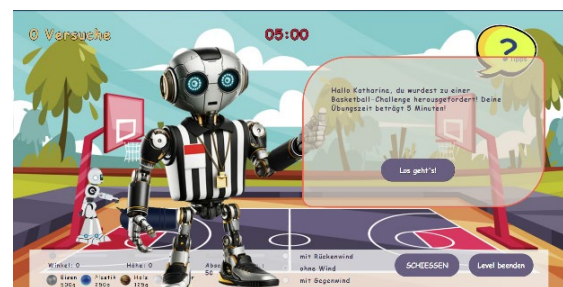 0 Versuche
05:00
?
Hallo Katharina, du wurdest zu einer
Basketball-Challenge herausgefordert! Deine
Übungszeit beträgt 5 Minuten!
Los geht's!
Winkel: 0 Höhe: 0
Eisen Plastik Holz
mit Rückenwind
ohne Wind
mit Gegenwind
SCHIESSEN
Level beenden